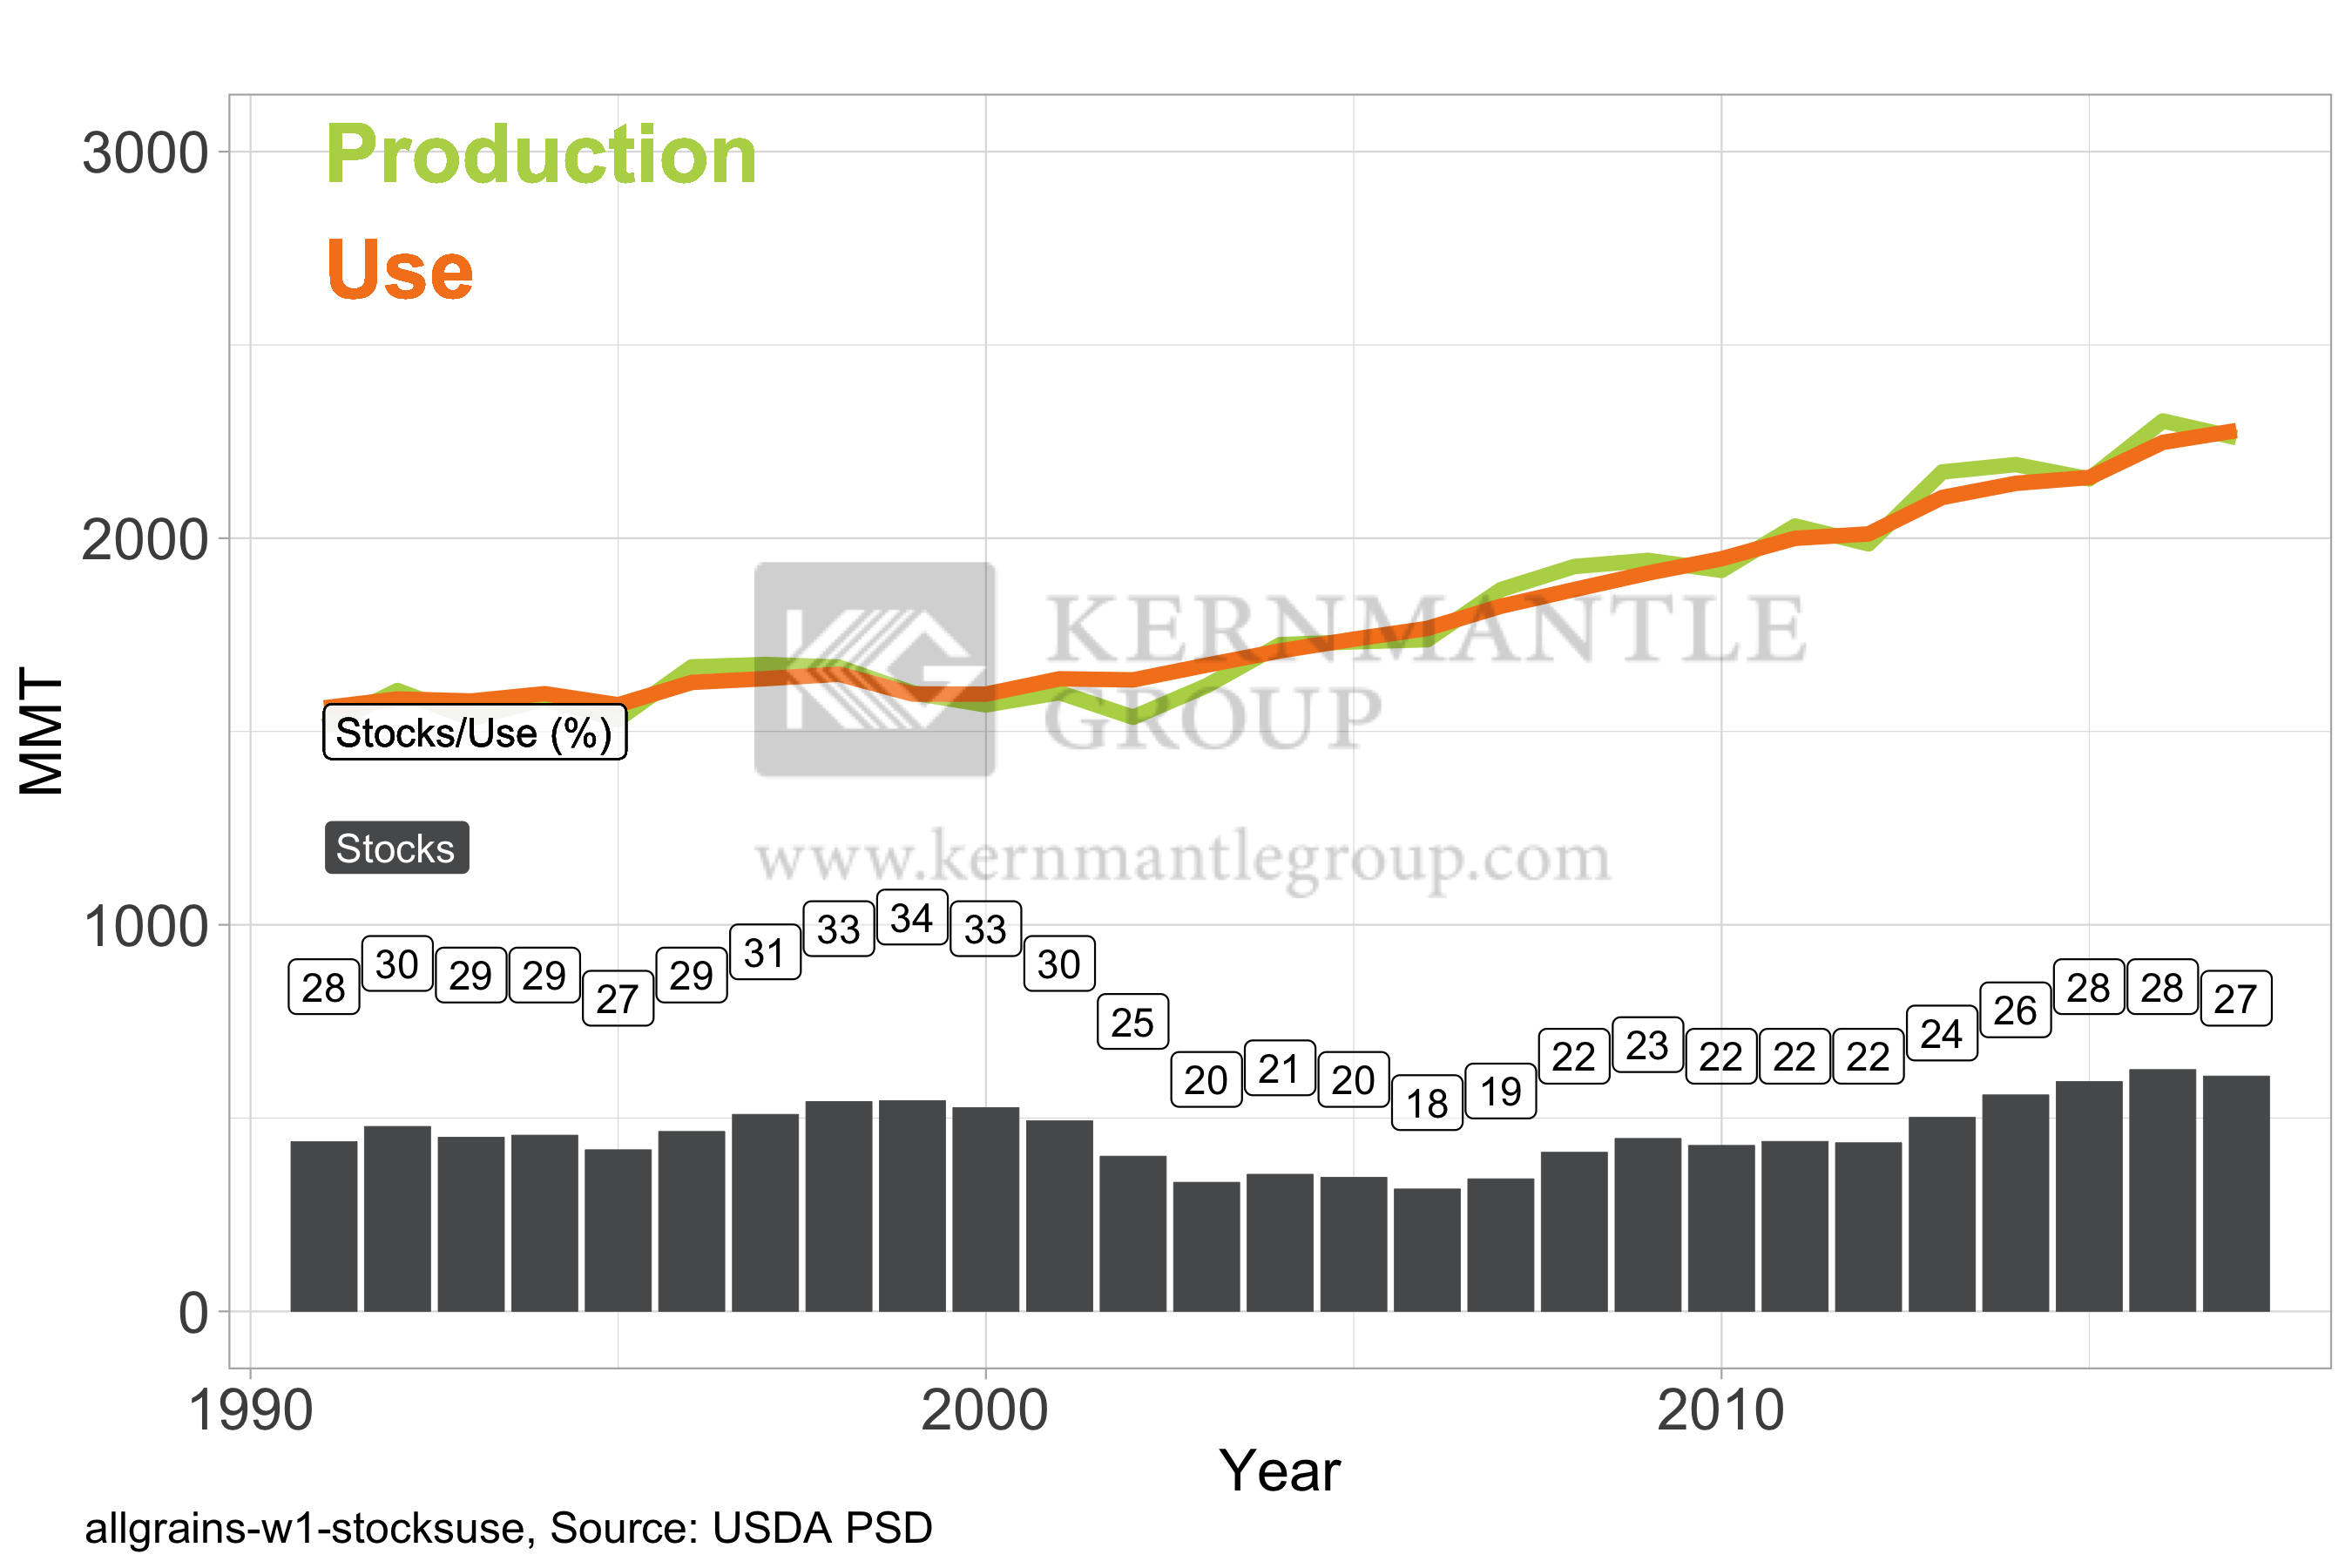 Production
Use
3000
2000
1000
0
MMT
KERNMANTLE
GROUP
www.kernmantlegroup.com
Stocks/Use (%)
Stocks
28 30 29 29 27 29 31 33 34 33 30 25 20 21 20 18 19 22 23 22 22 22 24 26 28 28 27
1990 2000 2010
Year
allgrains-w1-stocksuse, Source: USDA PSD